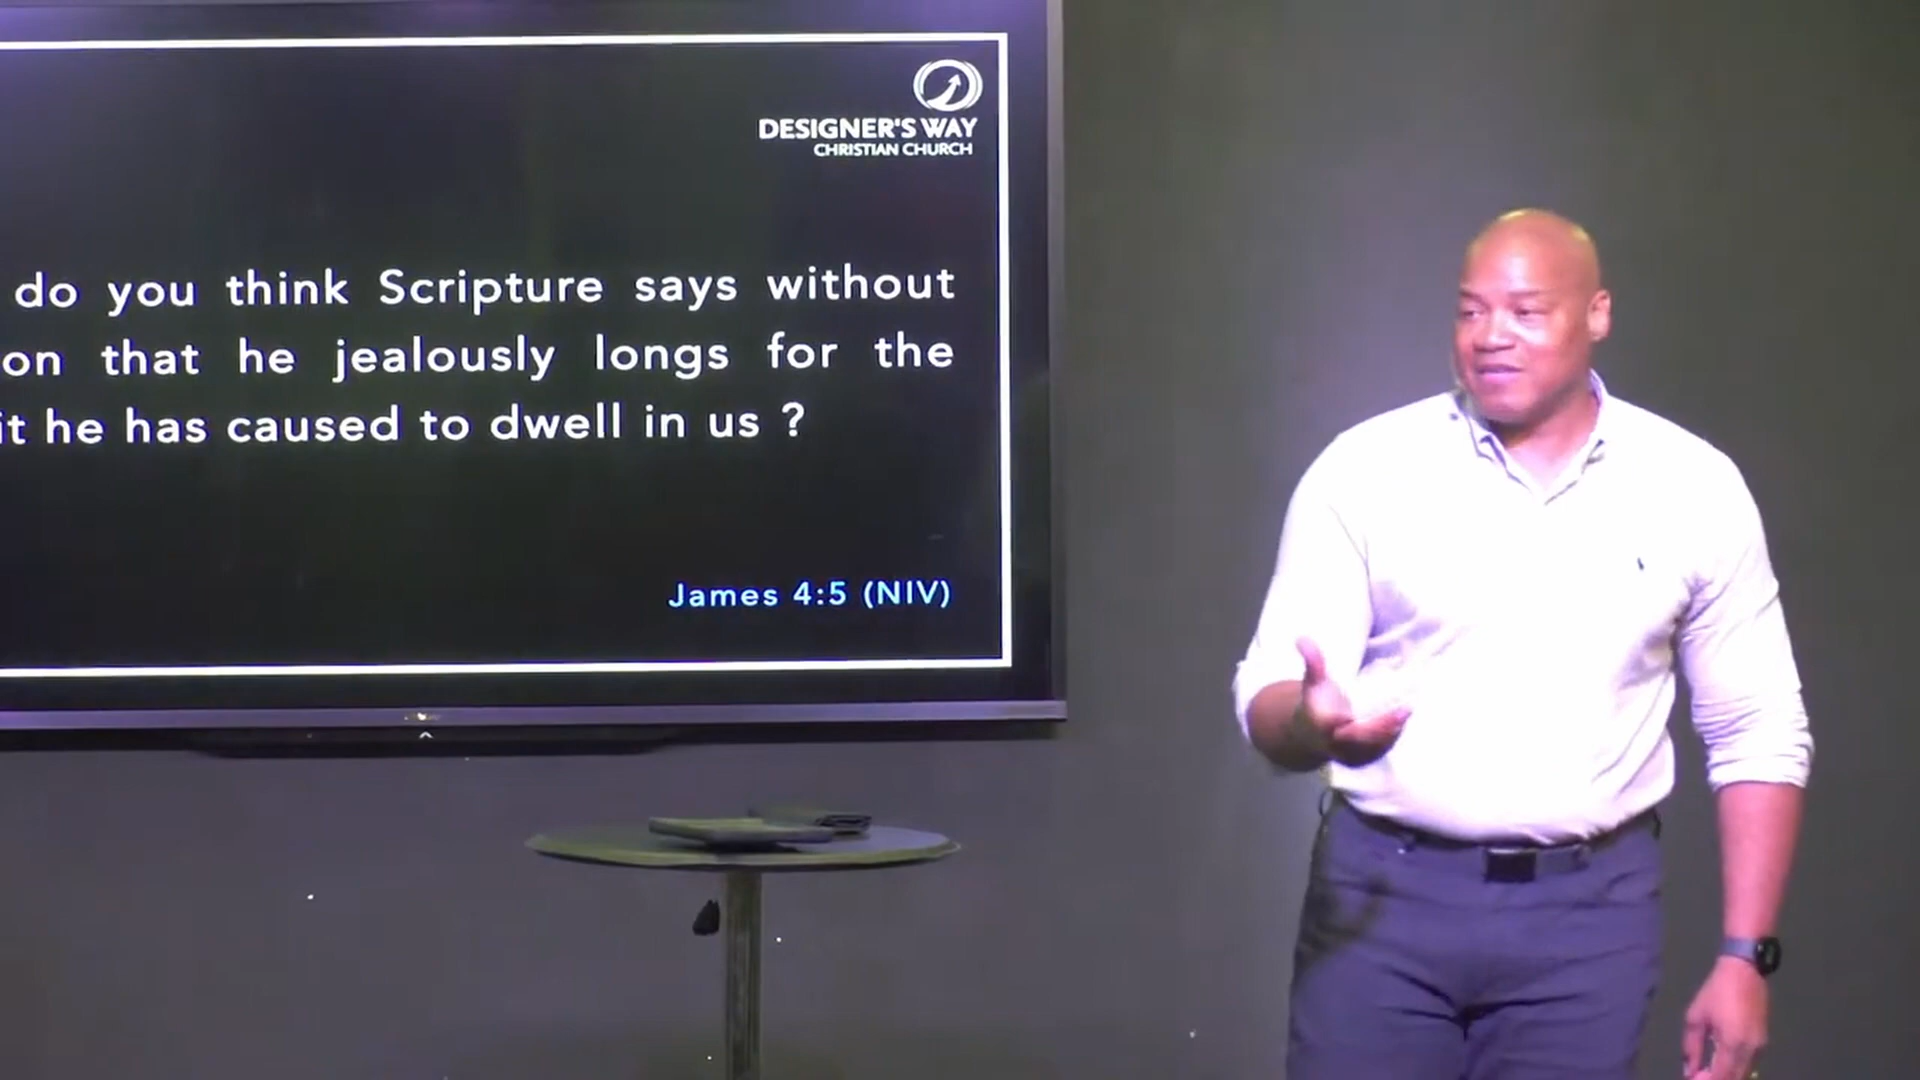 DESIGNER'S WAY
CHRISTIAN CHURCH
do you think Scripture says without
on that he jealously longs for the
it he has caused to dwell in us ?
James 4:5 (NIV)